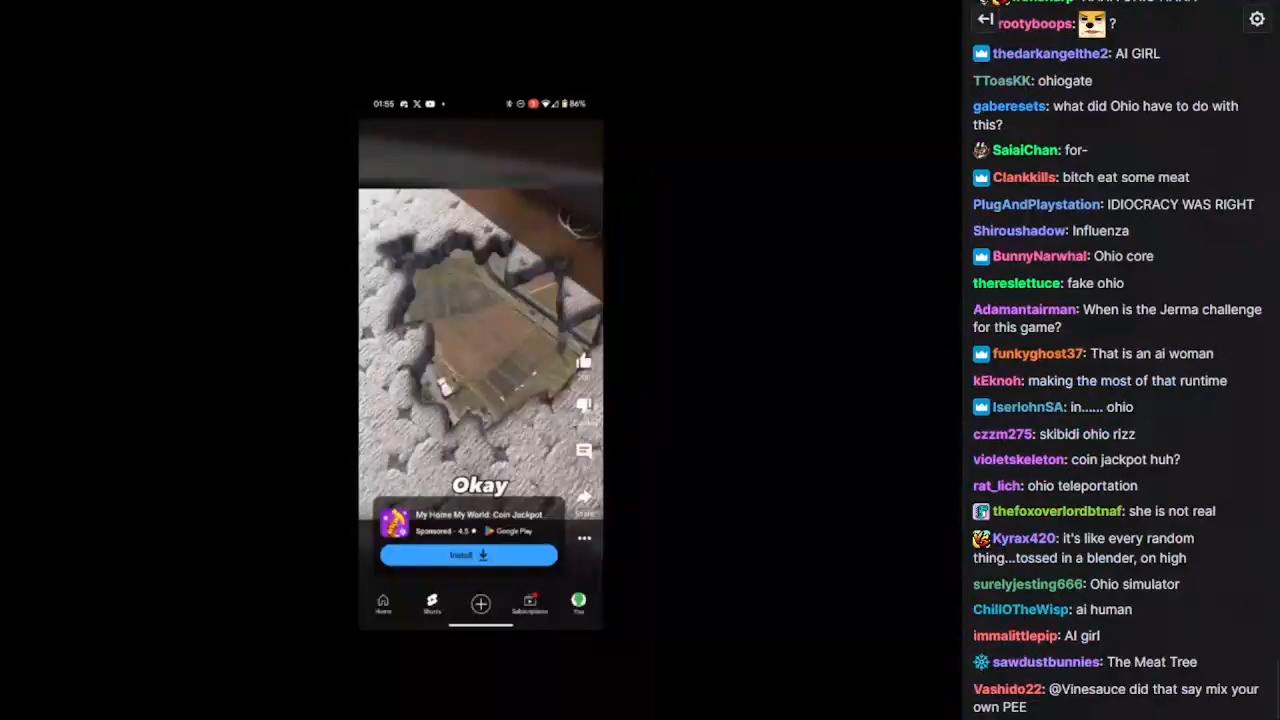 01:55
86%
Okay
My Home My World: Coin Jackpot
Sponsored · 4.5 ★ Google Play
Install
Share
Home
Shorts
Subscriptions
You
rootyboops: ?
thedarkangelthe2: AI GIRL
TToasKK: ohiogate
gaberesets: what did Ohio have to do with
this?
SaiaiChan: for-
Clankkills: bitch eat some meat
PlugAndPlaystation: IDIOCRACY WAS RIGHT
Shiroushadow: Influenza
BunnyNarwhal: Ohio core
thereslettuce: fake ohio
Adamantairman: When is the Jerma challenge
for this game?
funkyghost37: That is an ai woman
kEknoh: making the most of that runtime
IserlohnSA: in...... ohio
czzm275: skibidi ohio rizz
violetskeleton: coin jackpot huh?
rat_lich: ohio teleportation
thefoxoverlordbtnaf: she is not real
Kyrax420: it's like every random
thing...tossed in a blender, on high
surelyjesting666: Ohio simulator
ChillOTheWisp: ai human
immalittlepip: AI girl
sawdustbunnies: The Meat Tree
Vashido22: @Vinesauce did that say mix your
own PEE